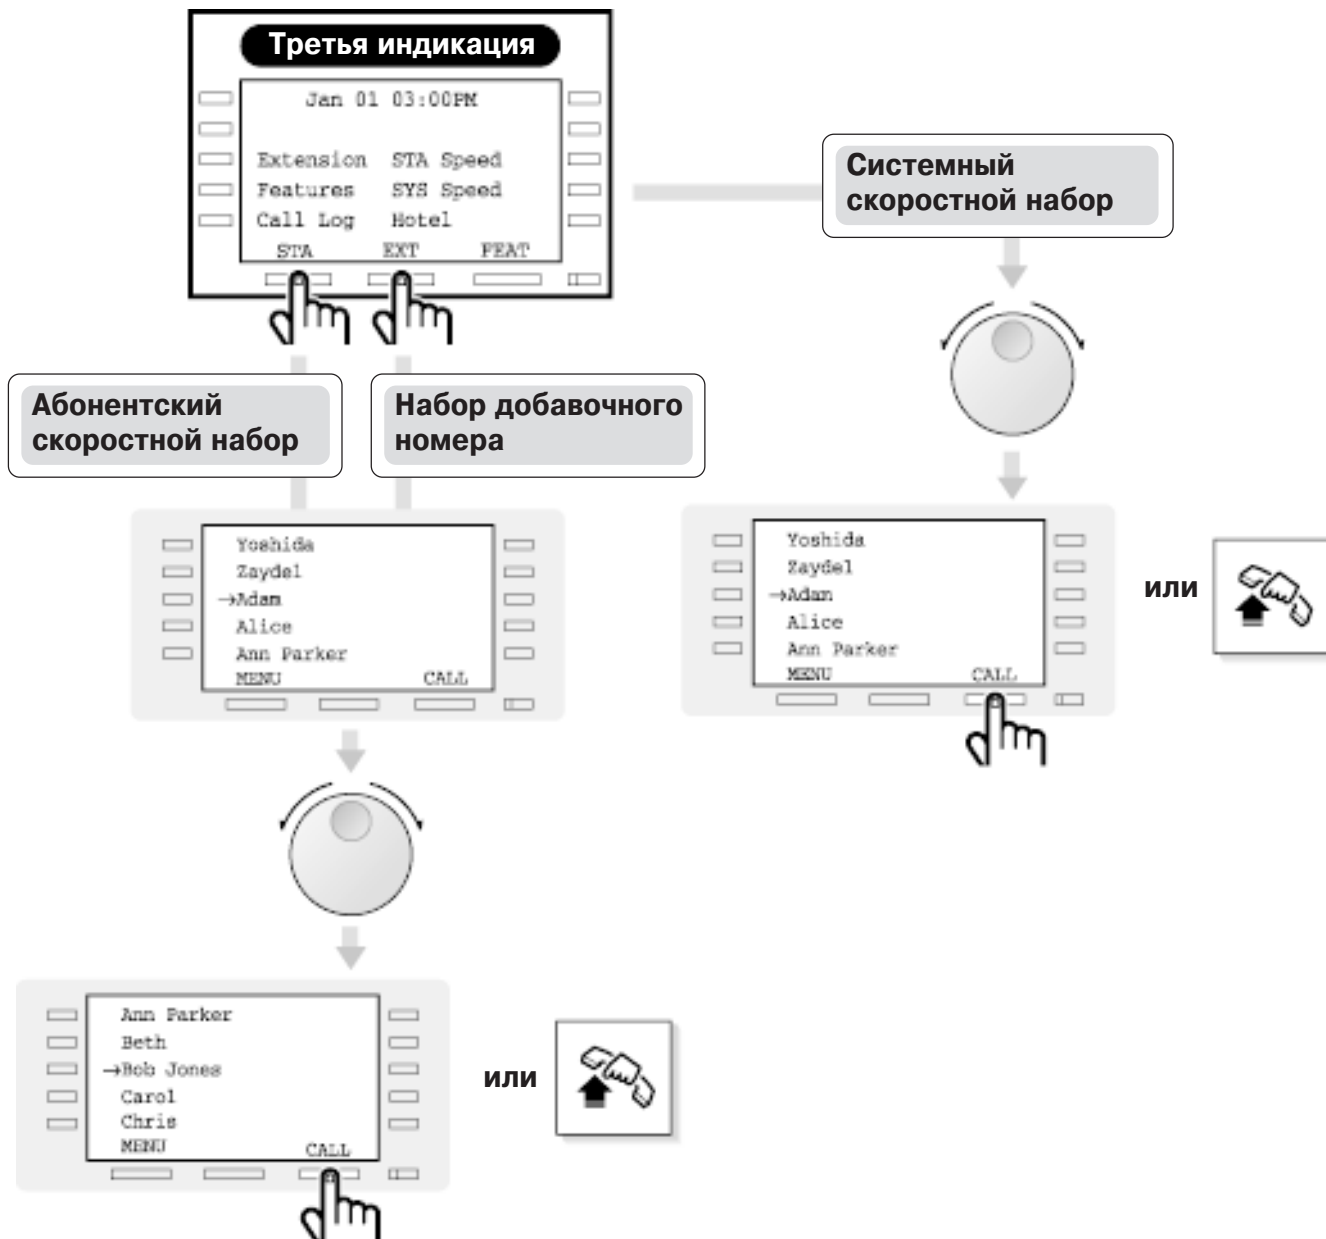 Третья индикация
Jan 01 03:00PM
Extension STA Speed
Features SYS Speed
Call Log Hotel
STA EXT FEAT
Системный
скоростной набор
Абонентский
скоростной набор
Набор добавочного
номера
Yoshida
Zaydel
→Adam
Alice
Ann Parker
MENU CALL
Yoshida
Zaydel
→Adam
Alice
Ann Parker
MENU CALL
или
Ann Parker
Beth
→Bob Jones
Carol
Chris
MENU CALL
или